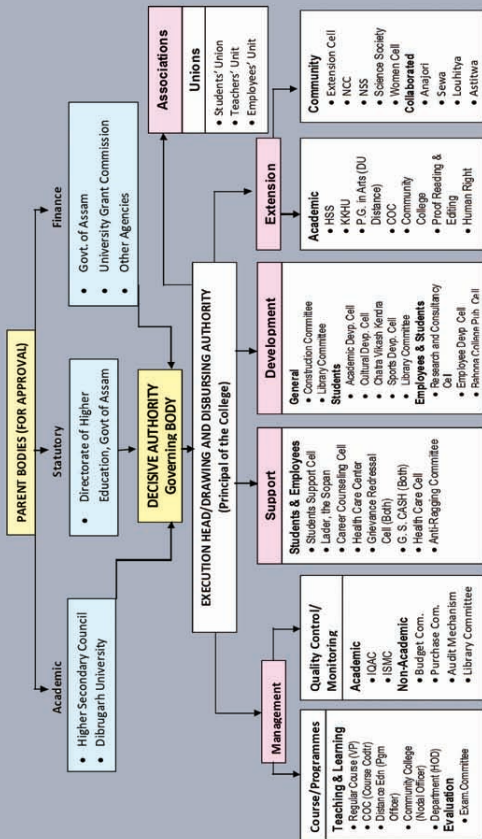 PARENT BODIES (FOR APPROVAL)
Academic
Statutory
Finance
• Higher Secondary Council
• Dibrugarh University
• Directorate of Higher
Education, Govt of Assam
• Govt. of Assam
• University Grant Commission
• Other Agencies
DECISIVE AUTHORITY
Governing BODY
EXECUTION HEAD/DRAWING AND DISBURSING AUTHORITY
(Principal of the College)
Associations
Unions
• Students' Union
• Teachers' Unit
• Employees' Unit
Management
Course/Programmes
Teaching & Learning
• Regular Course (VP)
• COC (Course Codtr)
• Distance Edn (Pgm
Officer)
• Community College
(Nodal Officer)
• Department (HOD)
Evaluation
• Exam.Committee
Quality Control/
Monitoring
Academic
• IQAC
• ISMC
Non-Academic
• Budget Com.
• Purchase Com.
• Audit Mechanism
• Library Committee
Support
Students & Employees
• Students Support Cell
• Lader, the Sopan
• Career Counseling Cell
• Health Care Center
• Grievance Redressal
Cell (Both)
• G. S. CASH (Both)
• Health Care Cell
• Anti-Ragging Committee
Development
General
• Construction Committee
• Library Committee
Students
• Academic Devp. Cell
• Cultural Devp. Cell
• Chatra Vikash Kendra
• Sports Devp. Cell
• Library Committee
Employees & Students
• Research and Consultancy
Cell
• Employee Devp. Cell
College Pub. Cell
Extension
Academic
• HSS
• KKHU
• P.G. in Arts (DU
Distance)
• COC
• Community
College
• Proof Reading &
Editing
• Human Right
Community
• Extension Cell
• NCC
• NSS
• Science Society
• Women Cell
Collaborated
• Anajori
• Sewa
• Louhitya
• Astitwa